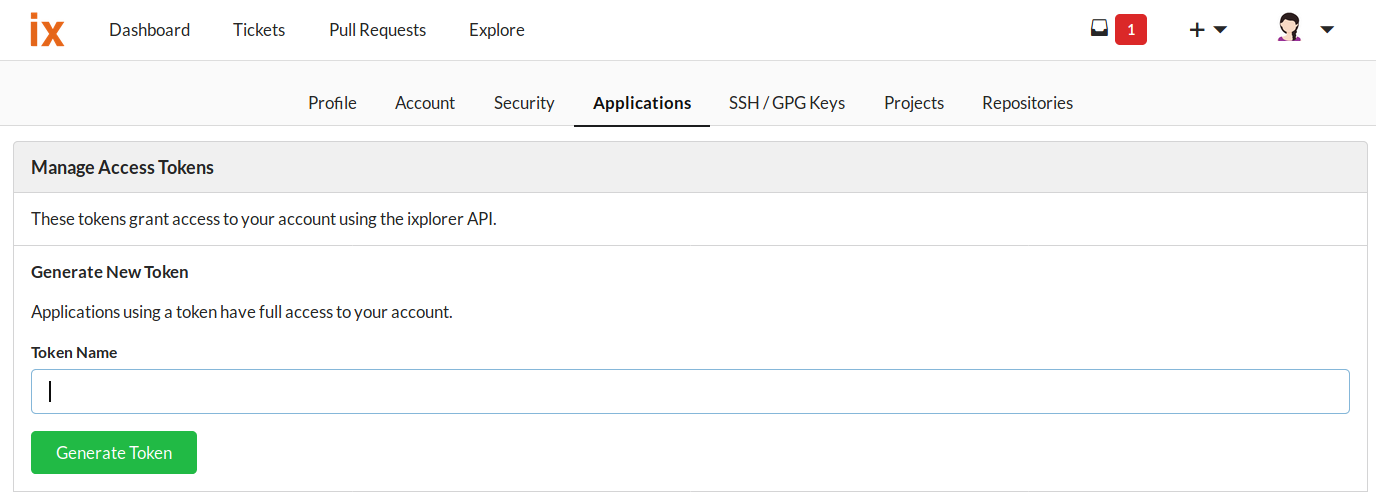 ix Dashboard Tickets Pull Requests Explore 1
Profile Account Security Applications SSH / GPG Keys Projects Repositories
Manage Access Tokens
These tokens grant access to your account using the ixplorer API.
Generate New Token
Applications using a token have full access to your account.
Token Name
Generate Token